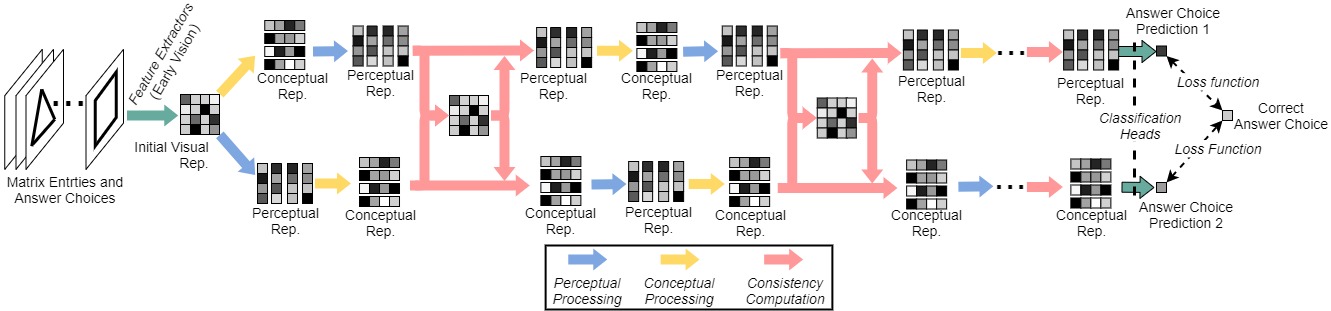 Feature Extractors
(Early Vision)
Matrix Entrties and
Answer Choices
Initial Visual
Rep.
Conceptual
Rep.
Perceptual
Rep.
Perceptual
Rep.
Conceptual
Rep.
Perceptual
Rep.
Conceptual
Rep.
Perceptual
Rep.
Conceptual
Rep.
Perceptual
Rep.
Conceptual
Rep.
Perceptual
Rep.
Conceptual
Rep.
Perceptual
Rep.
Conceptual
Rep.
Classification
Heads
Answer Choice
Prediction 1
Loss function
Correct
Answer Choice
Loss Function
Answer Choice
Prediction 2
Perceptual
Processing
Conceptual
Processing
Consistency
Computation